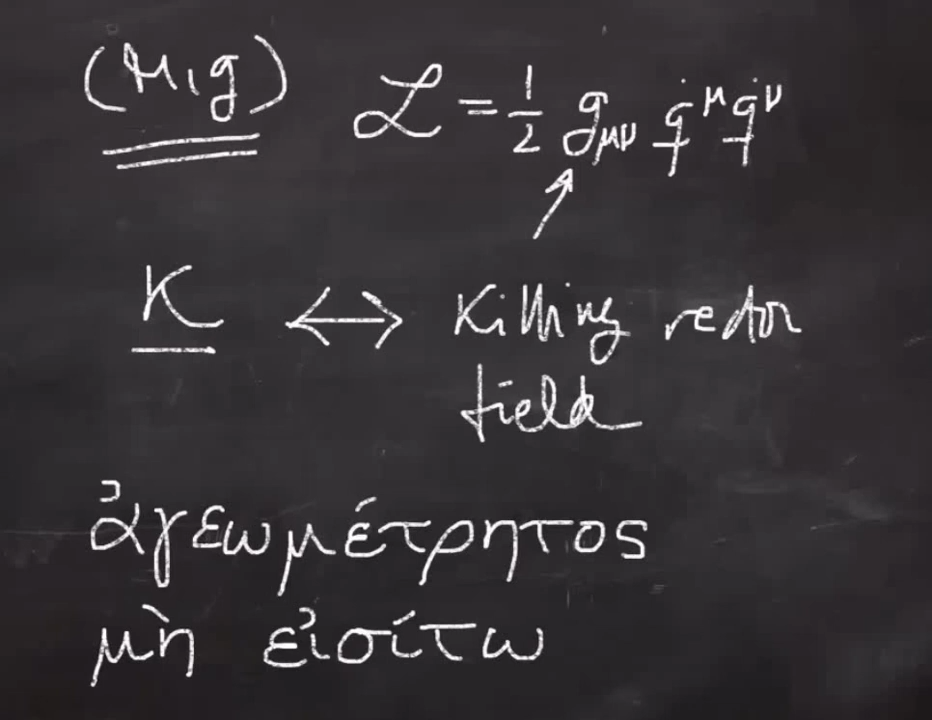 (M,g) ℒ = 1/2 g_μν q̇^μ q̇^ν
K ↔ Killing vector
field
ἀγεωμέτρητος
μὴ εἰσίτω